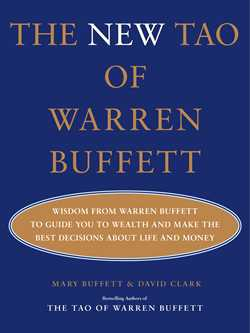 THE NEW TAO
OF
WARREN
BUFFETT
WISDOM FROM WARREN BUFFETT
TO GUIDE YOU TO WEALTH AND MAKE THE
BEST DECISIONS ABOUT LIFE AND MONEY
MARY BUFFETT & DAVID CLARK
Bestselling Authors of
THE TAO OF WARREN BUFFETT